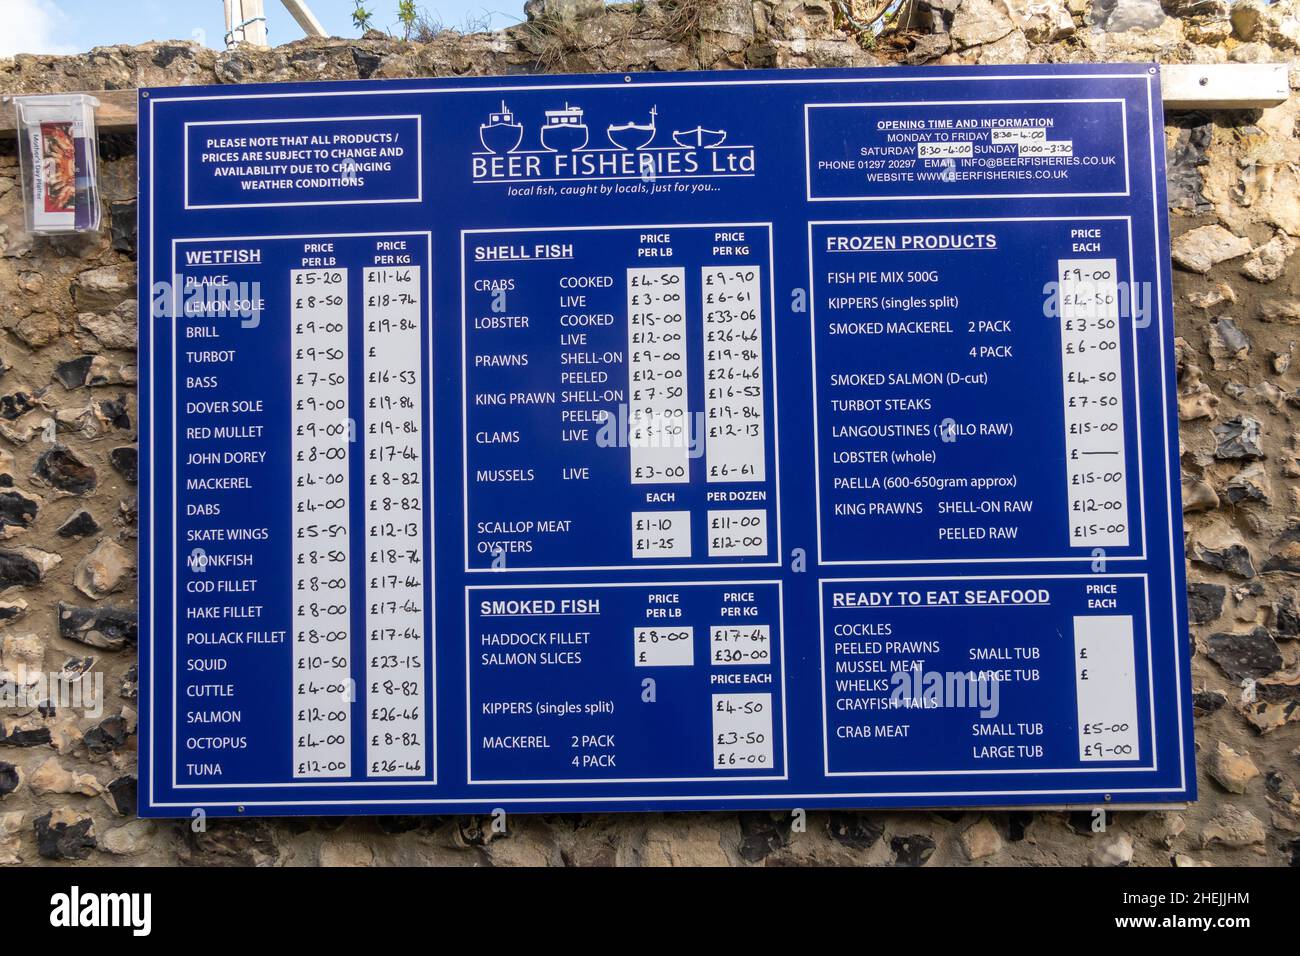 PLEASE NOTE THAT ALL PRODUCTS /
PRICES ARE SUBJECT TO CHANGE AND
AVAILABILITY DUE TO CHANGING
WEATHER CONDITIONS
BEER FISHERIES Ltd
local fish, caught by locals, just for you...
OPENING TIME AND INFORMATION
MONDAY TO FRIDAY 8:30-4:00
SATURDAY 8:30-4:00 SUNDAY 10:00-3:30
PHONE 01297 20297 EMAIL INFO@BEERFISHERIES.CO.UK
WEBSITE WWW.BEERFISHERIES.CO.UK
Mother's Day Platter
WETFISH PRICE PER LB PRICE PER KG
PLAICE £5-20 £11-46
LEMON SOLE £8-50 £18-74
BRILL £9-00 £19-84
TURBOT £9-50 £
BASS £7-50 £16-53
DOVER SOLE £9-00 £19-84
RED MULLET £9-00 £19-84
JOHN DOREY £8-00 £17-64
MACKEREL £4-00 £8-82
DABS £4-00 £8-82
SKATE WINGS £5-50 £12-13
MONKFISH £8-50 £18-74
COD FILLET £8-00 £17-64
HAKE FILLET £8-00 £17-64
POLLACK FILLET £8-00 £17-64
SQUID £10-50 £23-15
CUTTLE £4-00 £8-82
SALMON £12-00 £26-46
OCTOPUS £4-00 £8-82
TUNA £12-00 £26-46
SHELL FISH PRICE PER LB PRICE PER KG
CRABS COOKED £4-50 £9-90
LIVE £3-00 £6-61
LOBSTER COOKED £15-00 £33-06
LIVE £12-00 £26-46
PRAWNS SHELL-ON £9-00 £19-84
PEELED £12-00 £26-46
KING PRAWN SHELL-ON £7-50 £16-53
PEELED £9-00 £19-84
CLAMS LIVE £5-50 £12-13
MUSSELS LIVE £3-00 £6-61
EACH PER DOZEN
SCALLOP MEAT £1-10 £11-00
OYSTERS £1-25 £12-00
SMOKED FISH PRICE PER LB PRICE PER KG
HADDOCK FILLET £8-00 £17-64
SALMON SLICES £ £30-00
PRICE EACH
KIPPERS (singles split) £4-50
MACKEREL 2 PACK £3-50
4 PACK £6-00
FROZEN PRODUCTS PRICE EACH
FISH PIE MIX 500G £9-00
KIPPERS (singles split) £4-50
SMOKED MACKEREL 2 PACK £3-50
4 PACK £6-00
SMOKED SALMON (D-cut) £4-50
TURBOT STEAKS £7-50
LANGOUSTINES (1 KILO RAW) £15-00
LOBSTER (whole) £ —
PAELLA (600-650gram approx) £15-00
KING PRAWNS SHELL-ON RAW £12-00
PEELED RAW £15-00
READY TO EAT SEAFOOD PRICE EACH
COCKLES
PEELED PRAWNS
MUSSEL MEAT SMALL TUB £
WHELKS LARGE TUB £
CRAYFISH TAILS
CRAB MEAT SMALL TUB £5-00
LARGE TUB £9-00
alamy
Image ID: 2HEJJHM
www.alamy.com